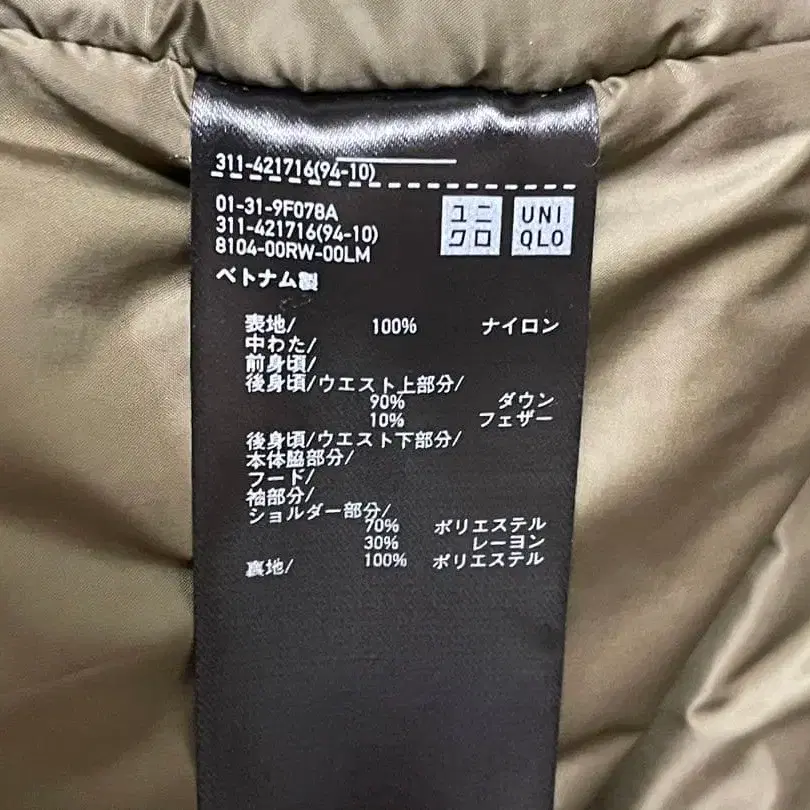 311-421716(94-10)
01-31-9F078A
311-421716(94-10)
8104-00RW-00LM
ユニ
クロ
UNI
QLO
ベトナム製
表地/ 100% ナイロン
中わた/
前身頃/
後身頃/ウエスト上部分/
90% ダウン
10% フェザー
後身頃/ウエスト下部分/
本体脇部分/
フード/
袖部分/
ショルダー部分/
70% ポリエステル
30% レーヨン
裏地/ 100% ポリエステル